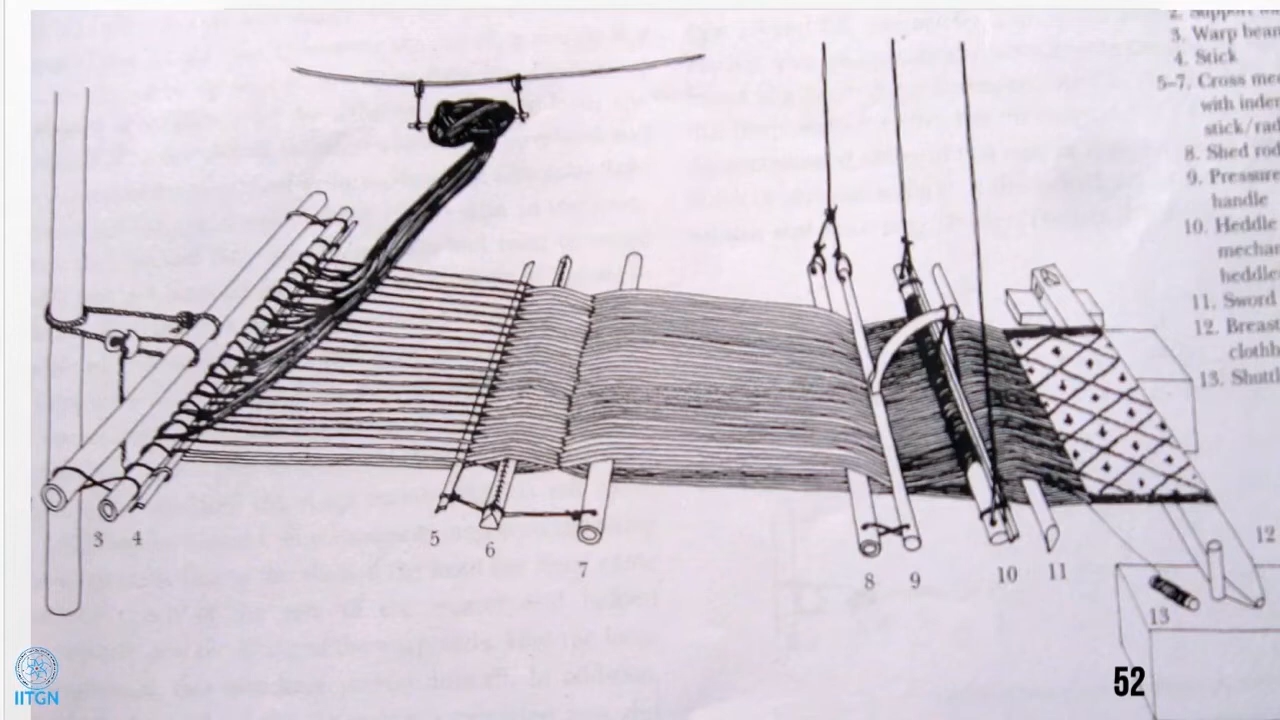 3. Warp bean
4. Stick
5–7. Cross mec
with inden
stick/rad
8. Shed rod
9. Pressure
handle
10. Heddle
mechan
heddle
11. Sword
12. Breast
clothb
13. Shuttl
3
4
5
6
7
8
9
10
11
12
13
52
IITGN